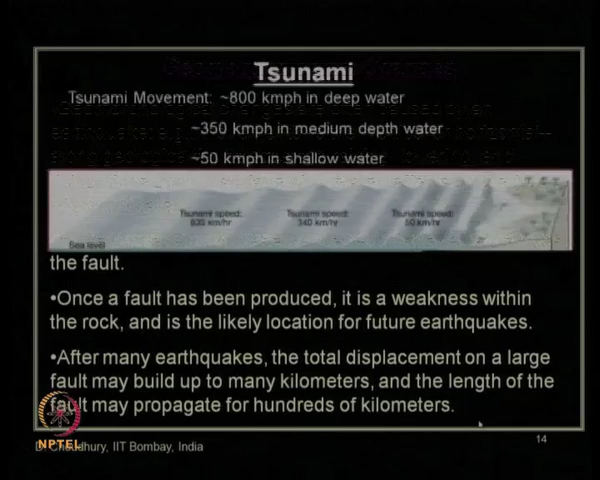 Tsunami
Tsunami Movement: ~800 kmph in deep water
~350 kmph in medium depth water
~50 kmph in shallow water
Tsunami speed: Tsunami speed: Tsunami speed:
km/hr 340 km/hr km/hr
Sea level
the fault.
•Once a fault has been produced, it is a weakness within
the rock, and is the likely location for future earthquakes.
•After many earthquakes, the total displacement on a large
fault may build up to many kilometers, and the length of the
fault may propagate for hundreds of kilometers.
NPTEL
D. Choudhury, IIT Bombay, India
14